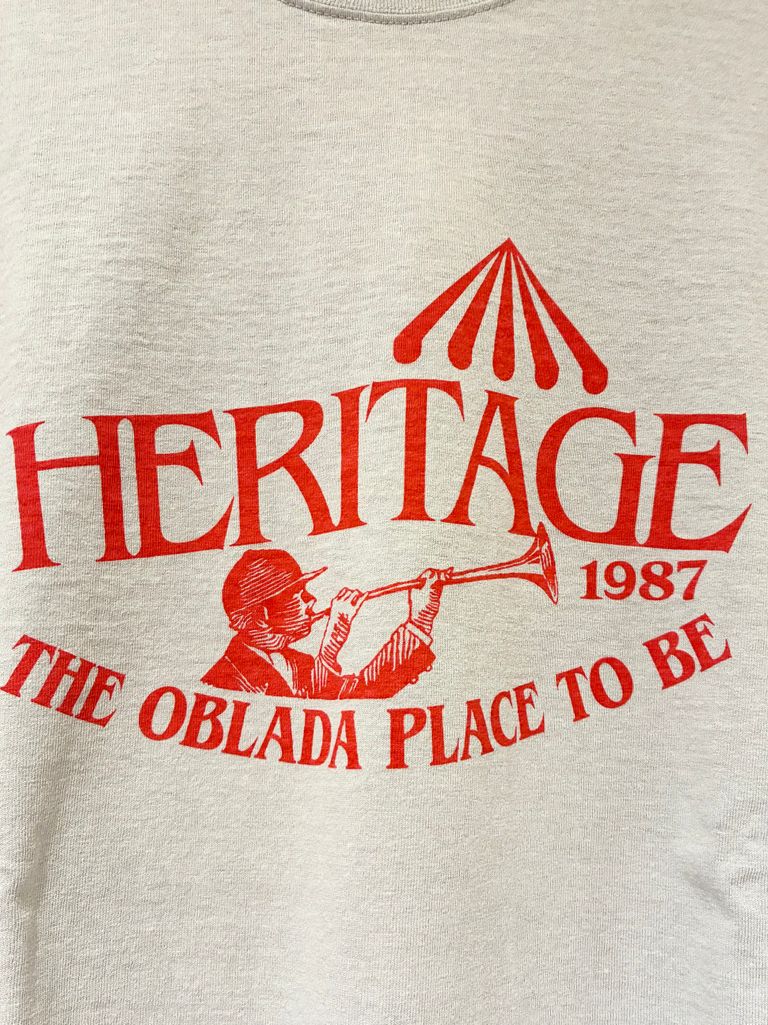 HERITAGE
1987
THE OBLADA PLACE TO BE